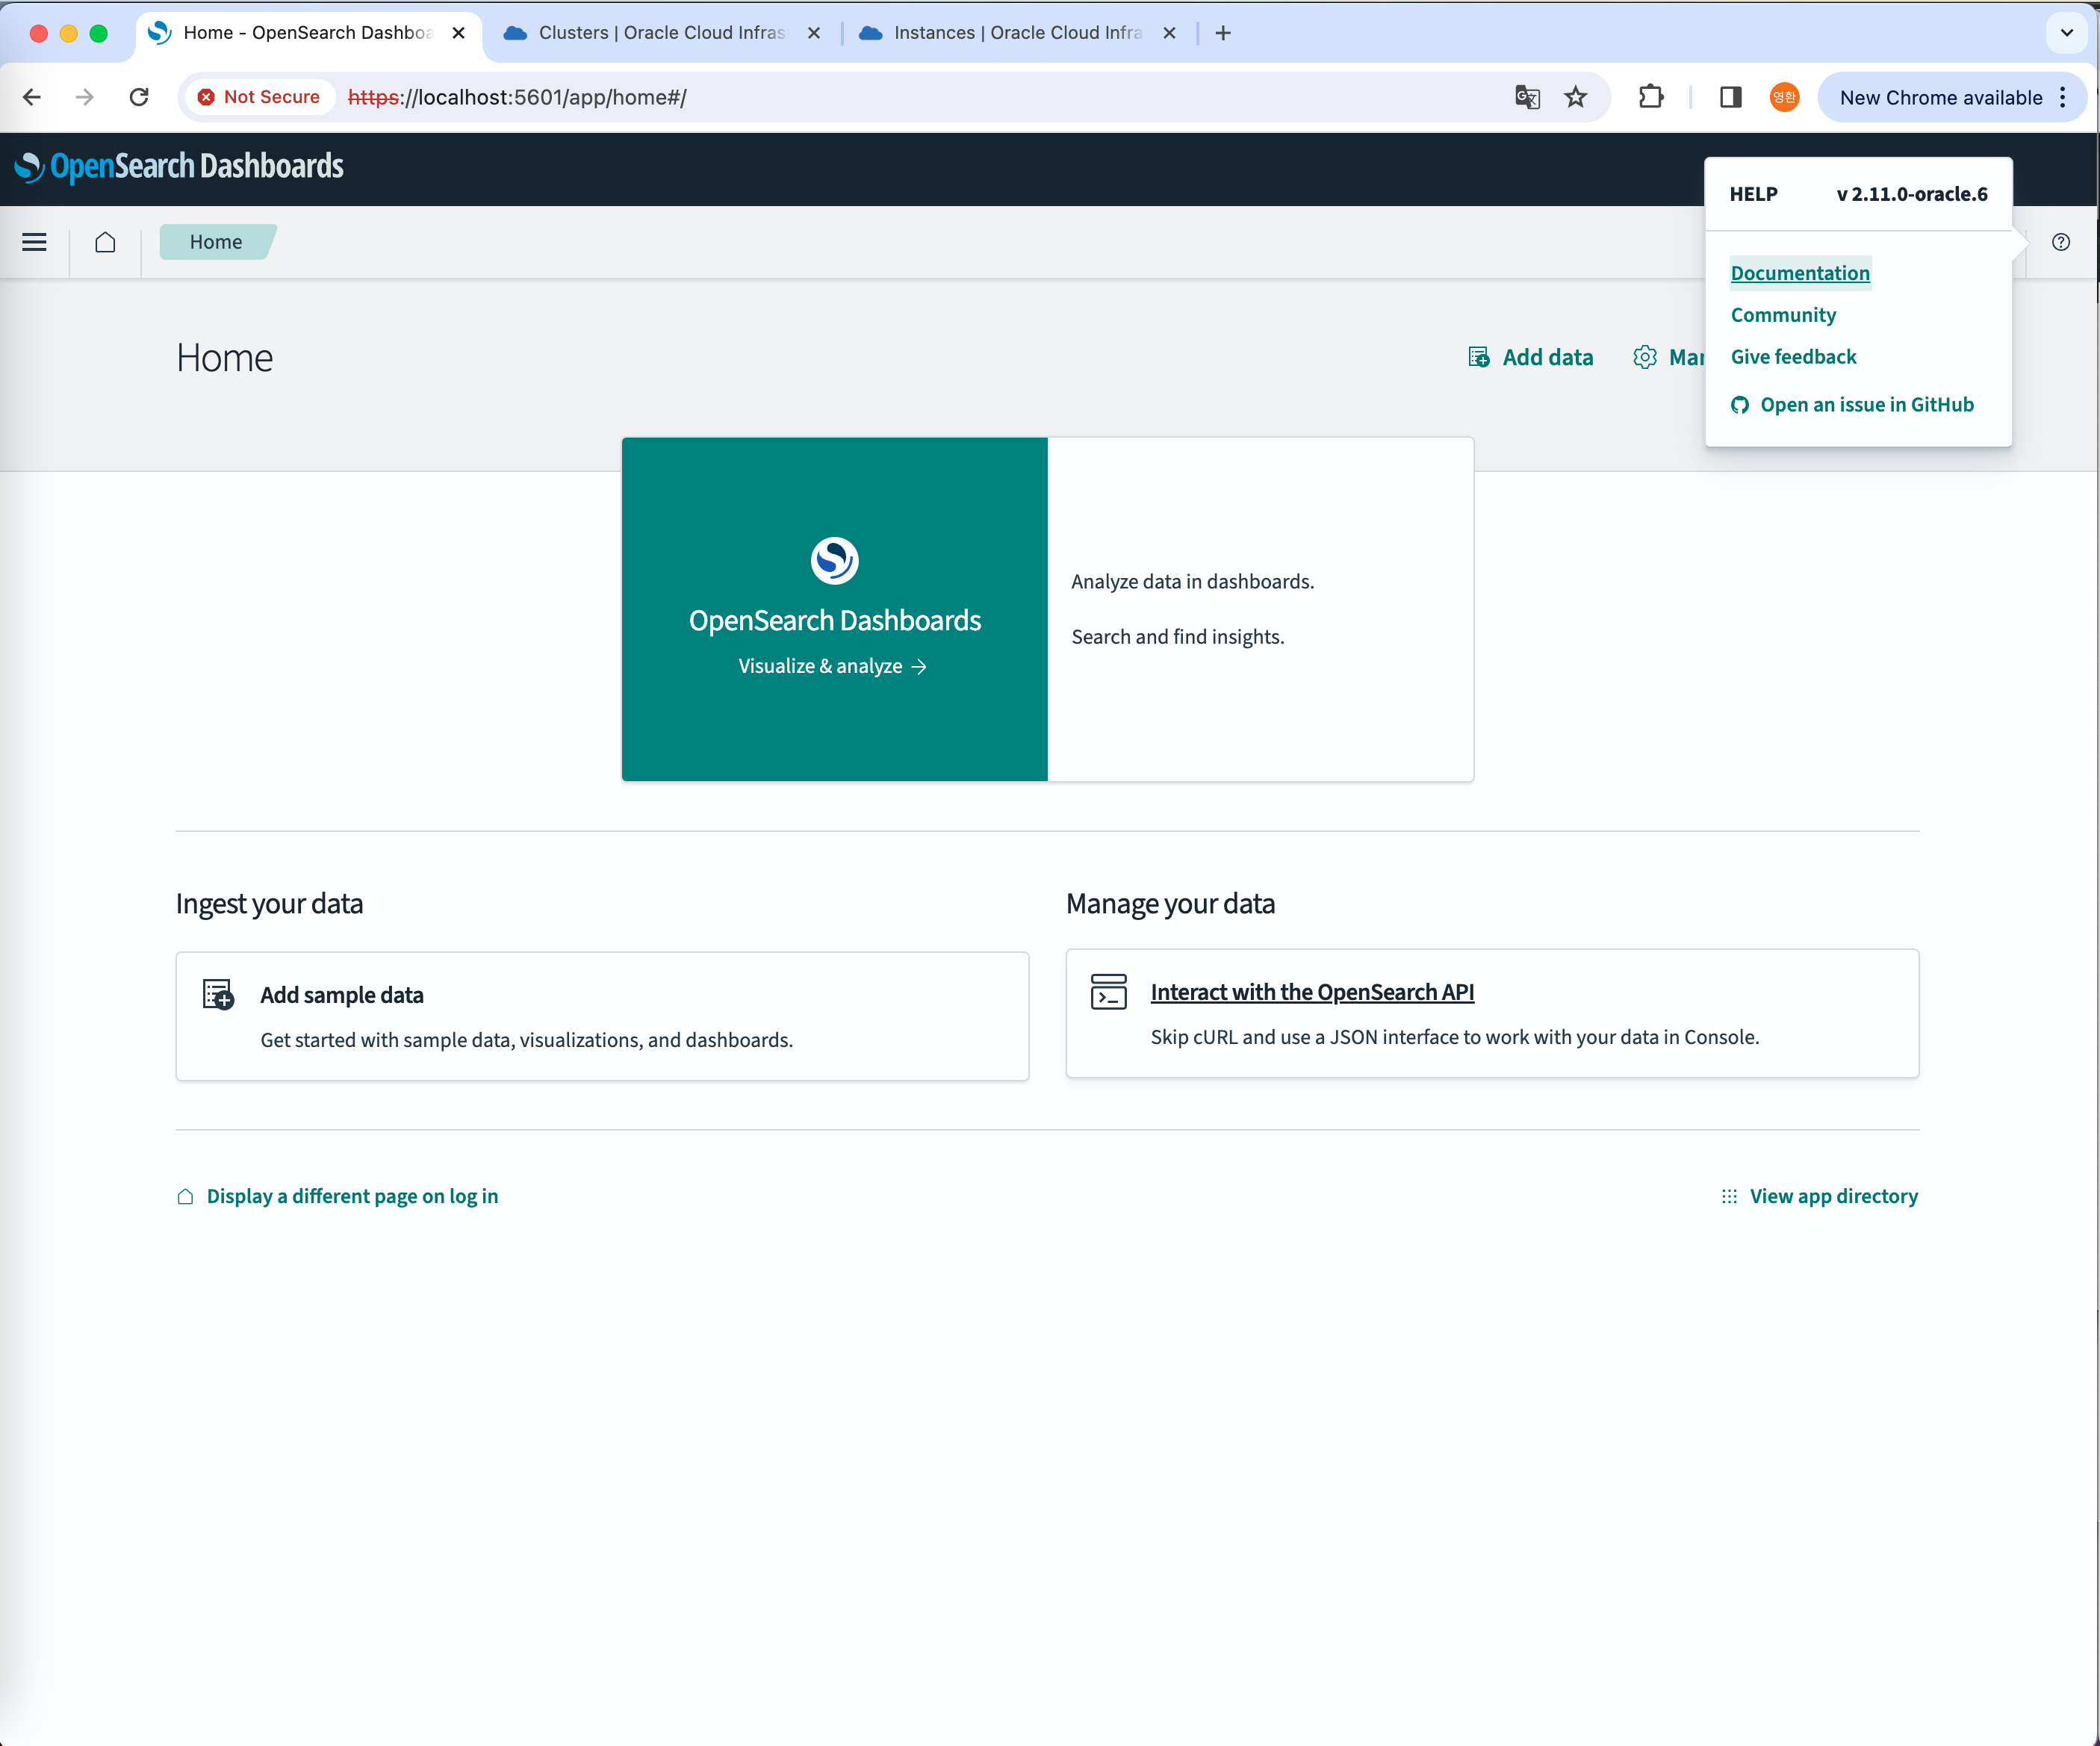 Home - OpenSearch Dashboa
Clusters | Oracle Cloud Infras
Instances | Oracle Cloud Infra
Not Secure https://localhost:5601/app/home#/
영환
New Chrome available
OpenSearch Dashboards
HELP v 2.11.0-oracle.6
Home
Documentation
Community
Give feedback
Open an issue in GitHub
Home
Add data
Mar
OpenSearch Dashboards
Visualize & analyze →
Analyze data in dashboards.
Search and find insights.
Ingest your data
Add sample data
Get started with sample data, visualizations, and dashboards.
Manage your data
Interact with the OpenSearch API
Skip cURL and use a JSON interface to work with your data in Console.
Display a different page on log in
View app directory